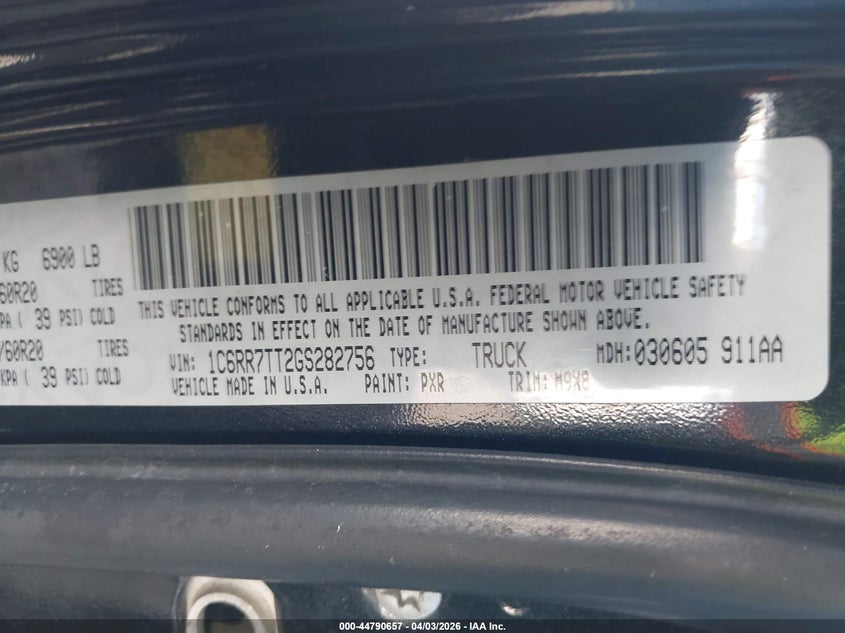 KG 6900 LB
60R20 TIRES
PA ( 39 PSI) COLD
/60R20 TIRES
KPA ( 39 PSI) COLD
THIS VEHICLE CONFORMS TO ALL APPLICABLE U.S.A. FEDERAL MOTOR VEHICLE SAFETY
STANDARDS IN EFFECT ON THE DATE OF MANUFACTURE SHOWN ABOVE.
VIN: 1C6RR7TT2GS282756 TYPE: TRUCK MDH:030605 911AA
VEHICLE MADE IN U.S.A. PAINT: PXR TRIM: M9X8
000-44790657 - 04/03/2026 - IAA Inc.